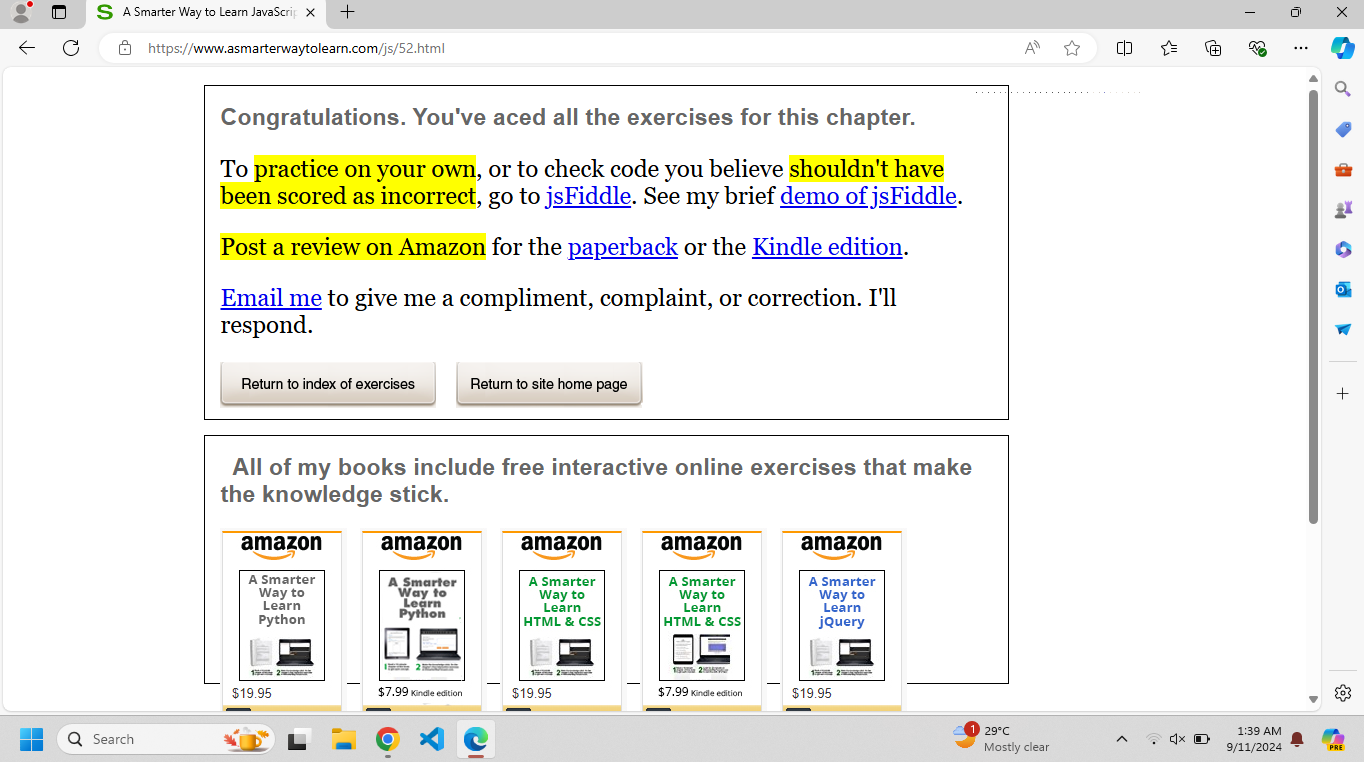 A Smarter Way to Learn JavaScrip
https://www.asmarterwaytolearn.com/js/52.html
Congratulations. You've aced all the exercises for this chapter.
To practice on your own, or to check code you believe shouldn't have
been scored as incorrect, go to jsFiddle. See my brief demo of jsFiddle.
Post a review on Amazon for the paperback or the Kindle edition.
Email me to give me a compliment, complaint, or correction. I'll
respond.
Return to index of exercises
Return to site home page
All of my books include free interactive online exercises that make
the knowledge stick.
amazon
A Smarter
Way to
Learn
Python
$19.95
amazon
A Smarter
Way to
Learn
Python
$7.99 Kindle edition
amazon
A Smarter
Way to
Learn
HTML & CSS
$19.95
amazon
A Smarter
Way to
Learn
HTML & CSS
$7.99 Kindle edition
amazon
A Smarter
Way to
Learn
jQuery
$19.95
Search
1
29°C
Mostly clear
1:39 AM
9/11/2024
PRE